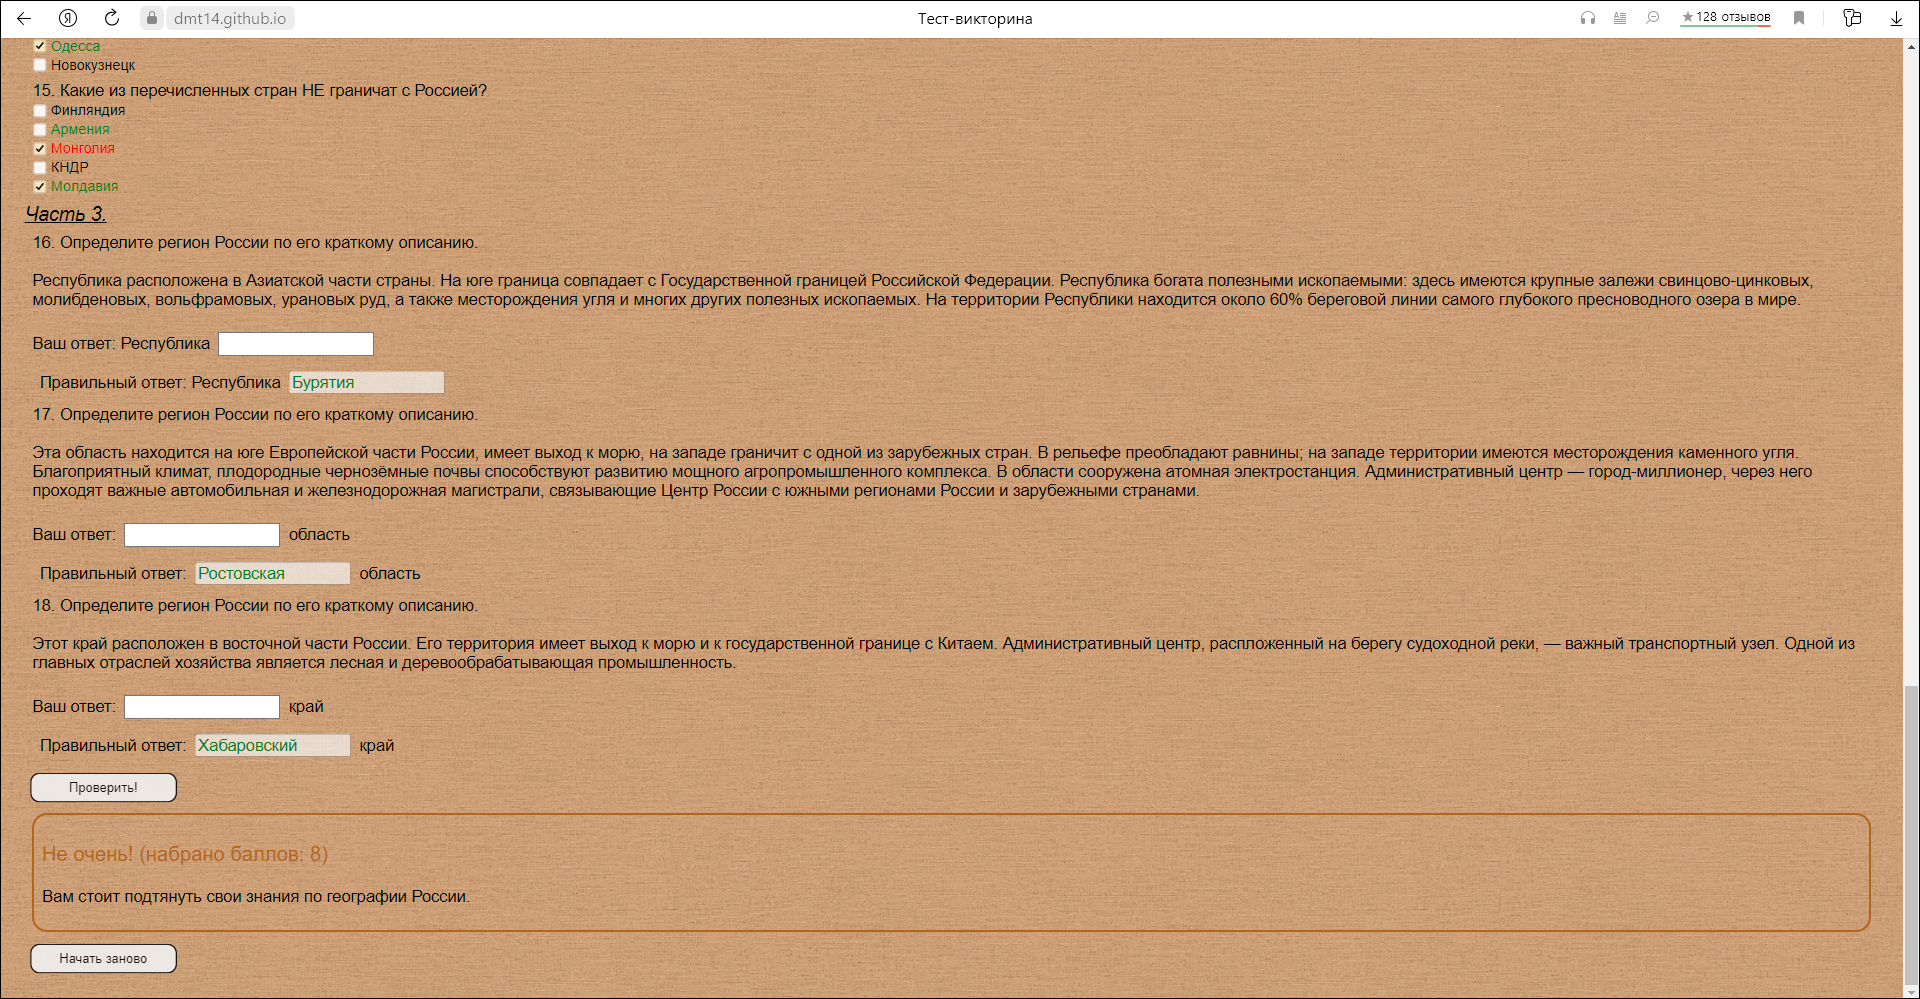 dmt14.github.io
Тест-викторина
128 отзывов
Одесса
Новокузнецк
15. Какие из перечисленных стран НЕ граничат с Россией?
Финляндия
Армения
Монголия
КНДР
Молдавия
Часть 3.
16. Определите регион России по его краткому описанию.
Республика расположена в Азиатской части страны. На юге граница совпадает с Государственной границей Российской Федерации. Республика богата полезными ископаемыми: здесь имеются крупные залежи свинцово-цинковых,
молибденовых, вольфрамовых, урановых руд, а также месторождения угля и многих других полезных ископаемых. На территории Республики находится около 60% береговой линии самого глубокого пресноводного озера в мире.
Ваш ответ: Республика
Правильный ответ: Республика Бурятия
17. Определите регион России по его краткому описанию.
Эта область находится на юге Европейской части России, имеет выход к морю, на западе граничит с одной из зарубежных стран. В рельефе преобладают равнины; на западе территории имеются месторождения каменного угля.
Благоприятный климат, плодородные чернозёмные почвы способствуют развитию мощного агропромышленного комплекса. В области сооружена атомная электростанция. Административный центр — город-миллионер, через него
проходят важные автомобильная и железнодорожная магистрали, связывающие Центр России с южными регионами России и зарубежными странами.
Ваш ответ: область
Правильный ответ: Ростовская область
18. Определите регион России по его краткому описанию.
Этот край расположен в восточной части России. Его территория имеет выход к морю и к государственной границе с Китаем. Административный центр, распложенный на берегу судоходной реки, — важный транспортный узел. Одной из
главных отраслей хозяйства является лесная и деревообрабатывающая промышленность.
Ваш ответ: край
Правильный ответ: Хабаровский край
Проверить!
Не очень! (набрано баллов: 8)
Вам стоит подтянуть свои знания по географии России.
Начать заново